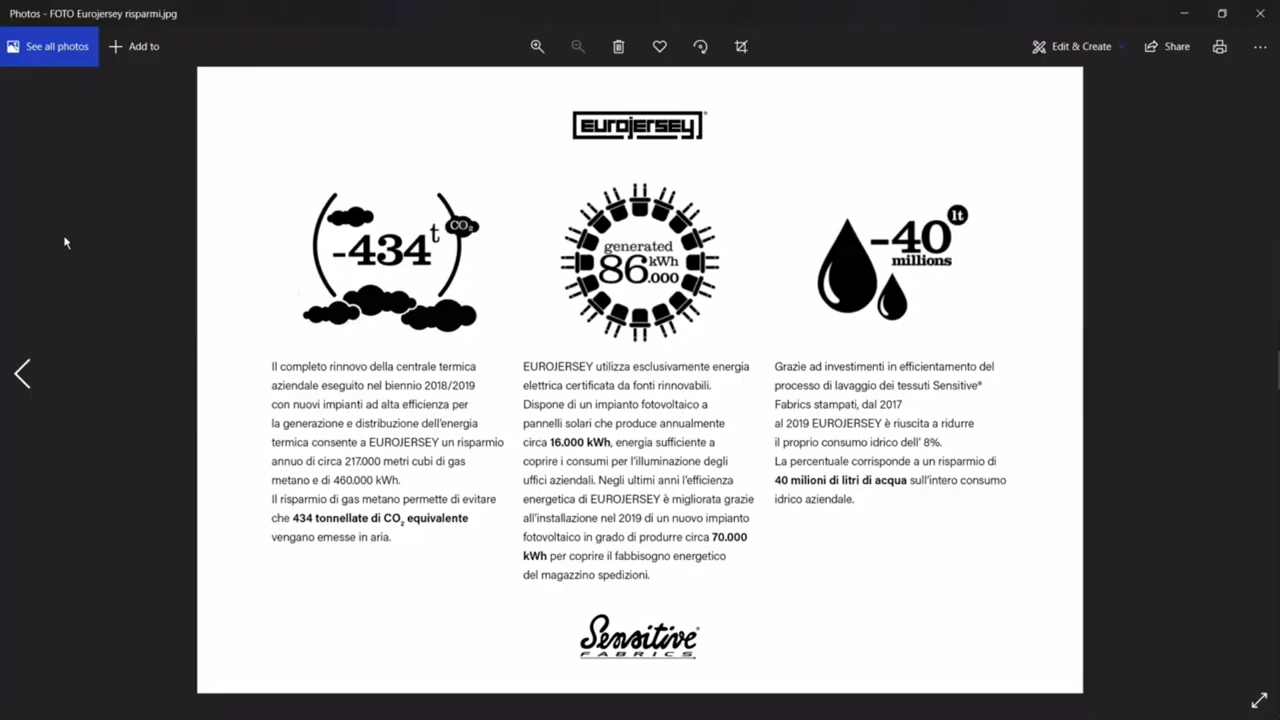 Photos - FOTO Eurojersey risparmi.jpg
See all photos
Add to
Edit & Create
Share
eurojersey®
-434t
CO2
generated
86 kWh
.000
-40 lt
millions
Il completo rinnovo della centrale termica
aziendale eseguito nel biennio 2018/2019
con nuovi impianti ad alta efficienza per
la generazione e distribuzione dell'energia
termica consente a EUROJERSEY un risparmio
annuo di circa 217.000 metri cubi di gas
metano e di 460.000 kWh.
Il risparmio di gas metano permette di evitare
che 434 tonnellate di CO2 equivalente
vengano emesse in aria.
EUROJERSEY utilizza esclusivamente energia
elettrica certificata da fonti rinnovabili.
Dispone di un impianto fotovoltaico a
pannelli solari che produce annualmente
circa 16.000 kWh, energia sufficiente a
coprire i consumi per l'illuminazione degli
uffici aziendali. Negli ultimi anni l'efficienza
energetica di EUROJERSEY è migliorata grazie
all'installazione nel 2019 di un nuovo impianto
fotovoltaico in grado di produrre circa 70.000
kWh per coprire il fabbisogno energetico
del magazzino spedizioni.
Grazie ad investimenti in efficientamento del
processo di lavaggio dei tessuti Sensitive®
Fabrics stampati, dal 2017
al 2019 EUROJERSEY è riuscita a ridurre
il proprio consumo idrico dell' 8%.
La percentuale corrisponde a un risparmio di
40 milioni di litri di acqua sull'intero consumo
idrico aziendale.
Sensitive®
FABRICS